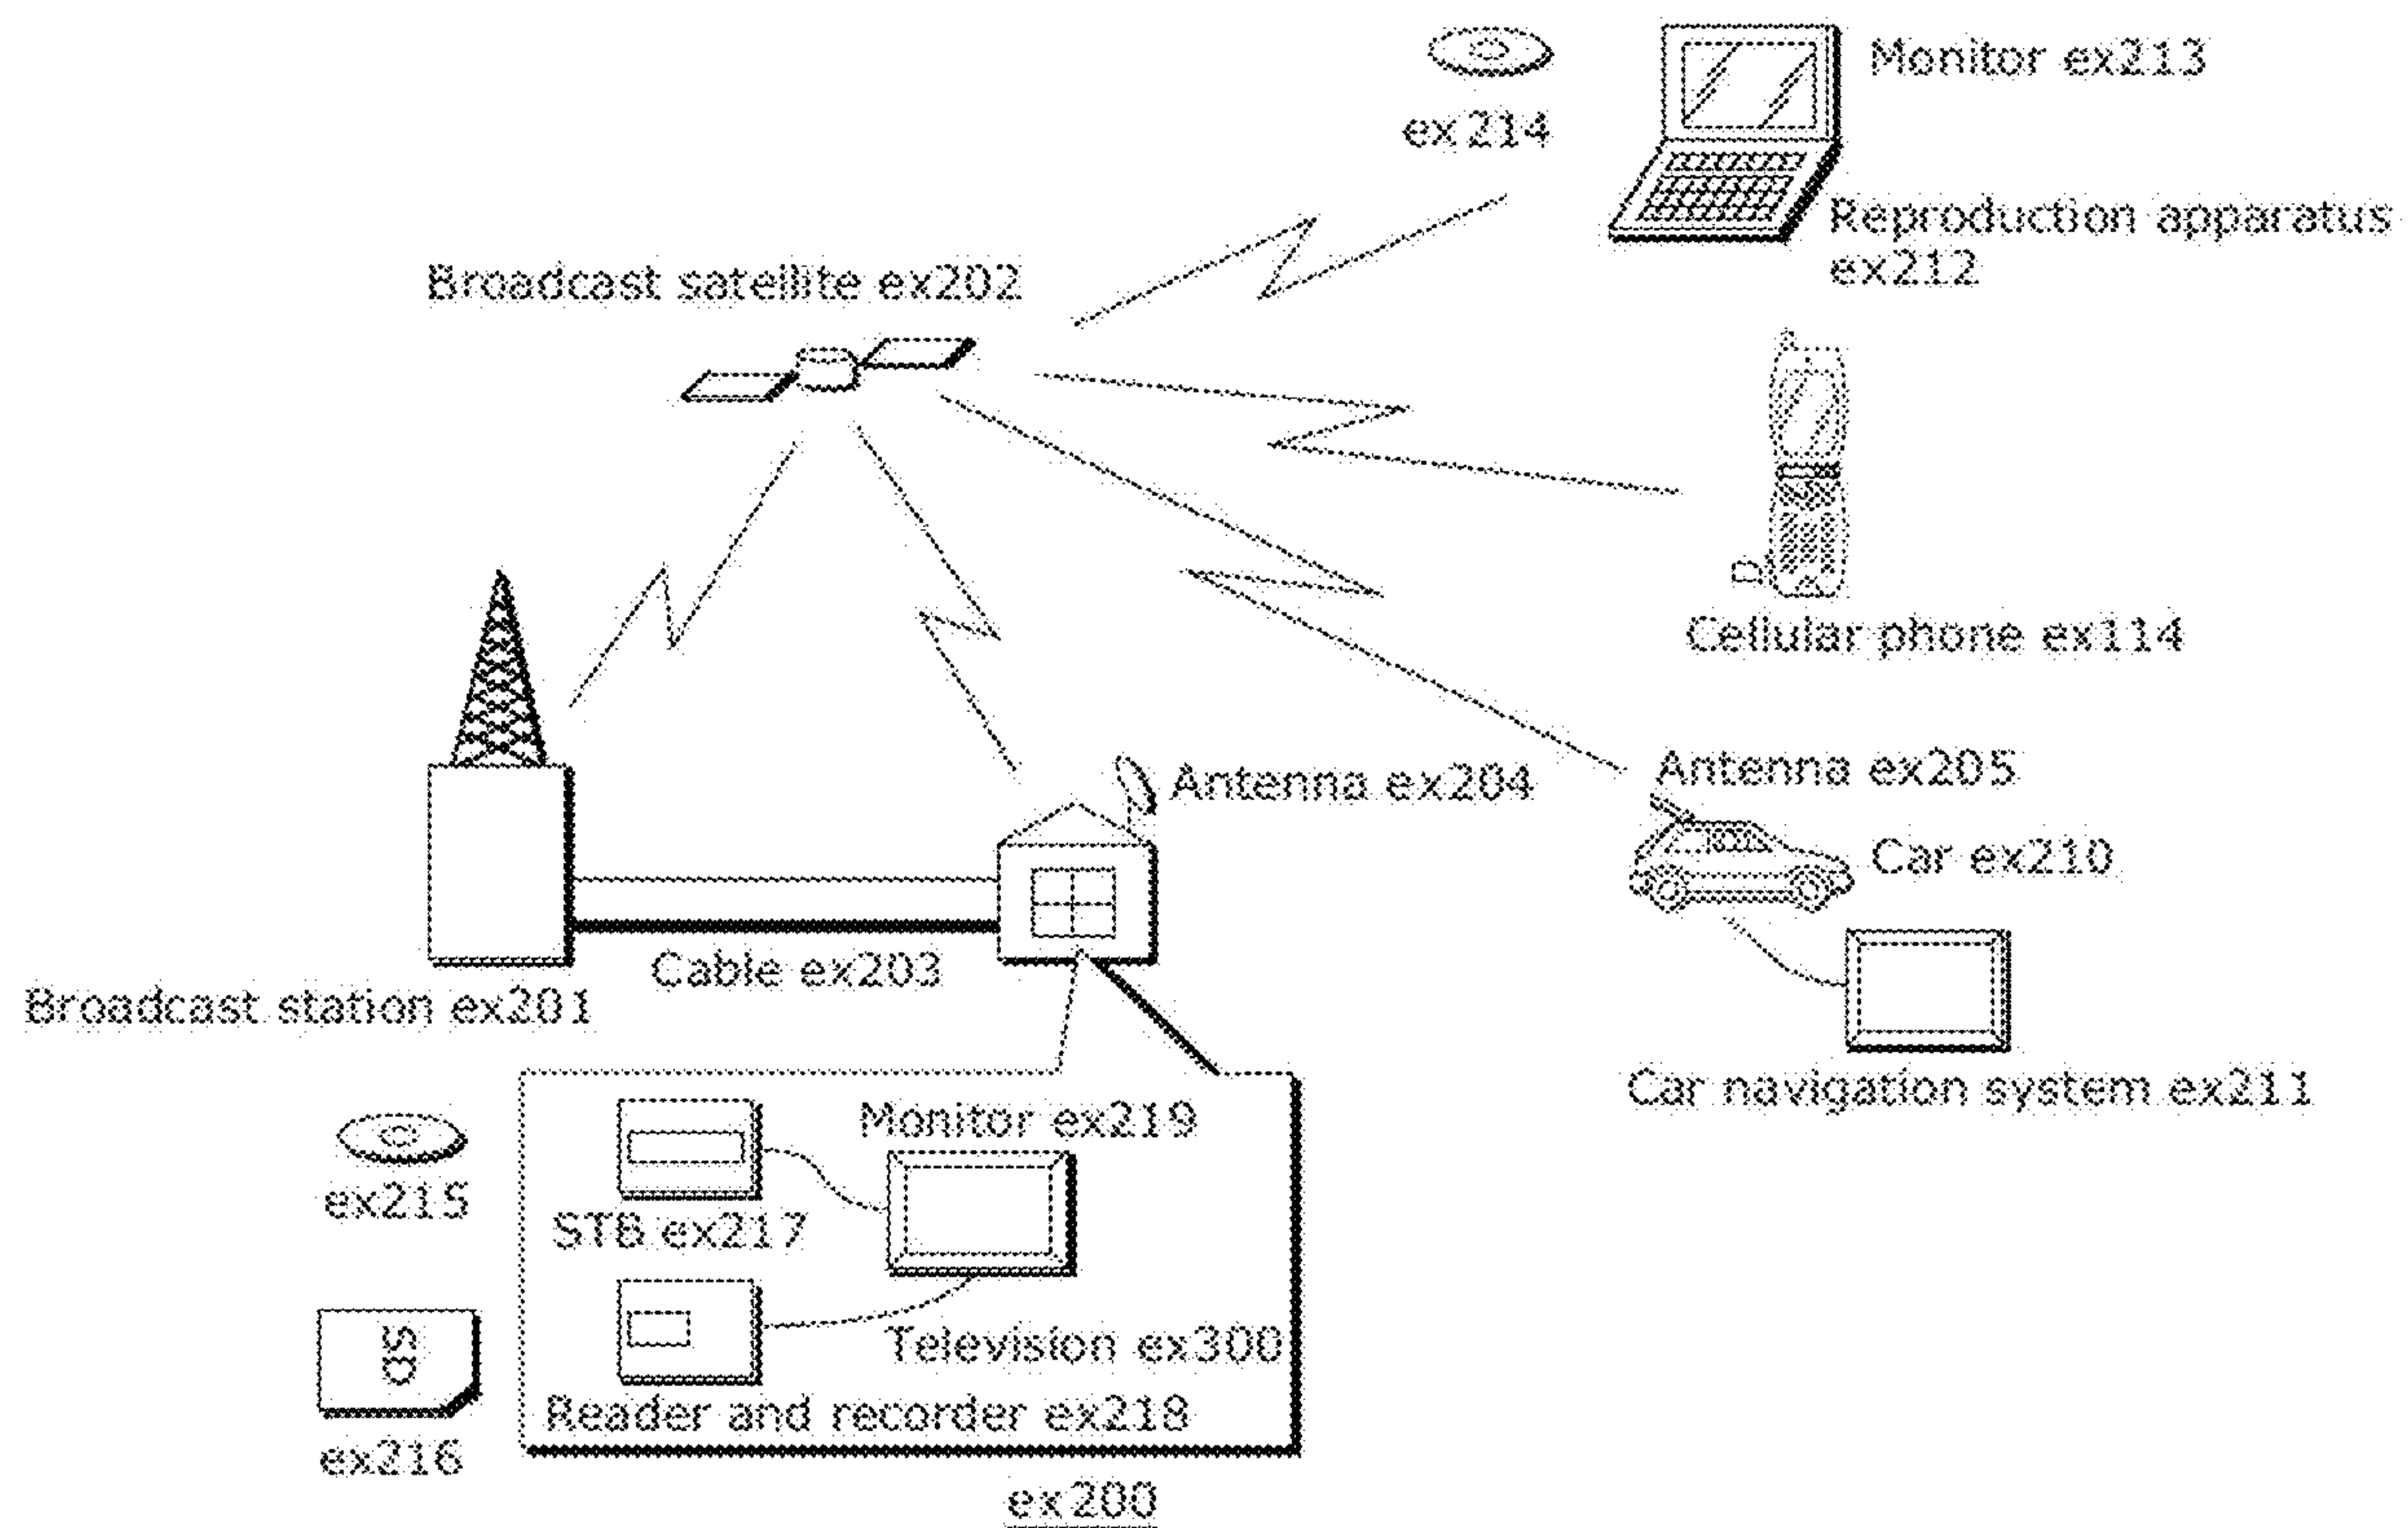 Monitor ex213
ex214
Reproduction apparatus
ex212
Broadcast satellite ex202
Cellular phone ex114
Antenna ex204
Antenna ex205
Car ex210
Cable ex203
Broadcast station ex201
Car navigation system ex211
Monitor ex219
ex215
STB ex217
SD
Television ex300
Reader and recorder ex218
ex216
ex200